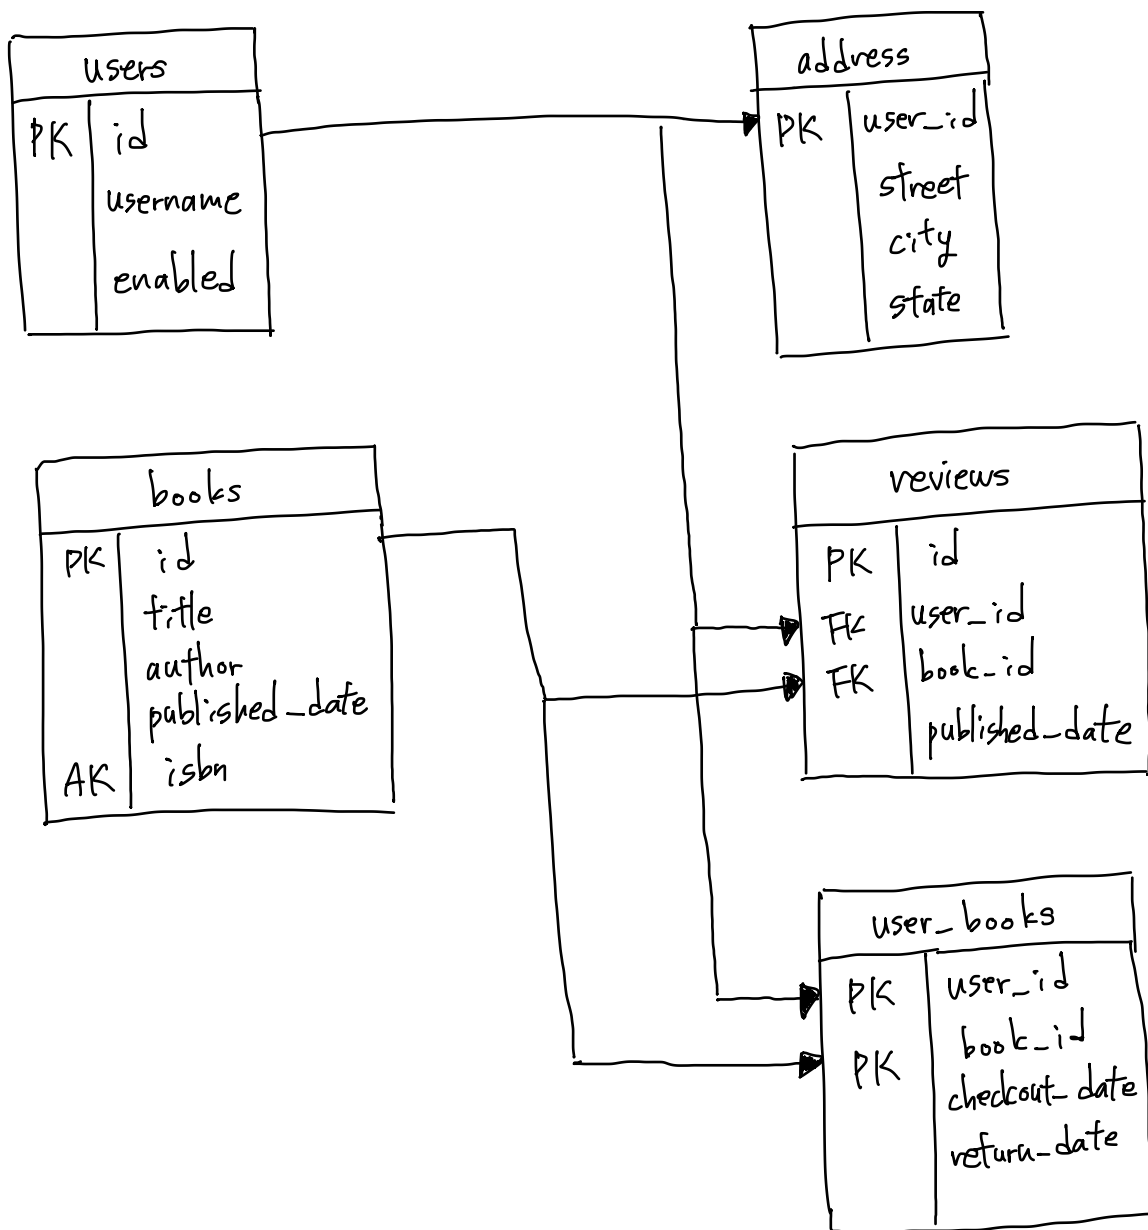 users
PK id
username
enabled
address
PK user_id
street
city
state
books
PK id
title
author
published_date
AK isbn
reviews
PK id
FK user_id
FK book_id
published_date
user_books
PK user_id
PK book_id
checkout_date
return_date